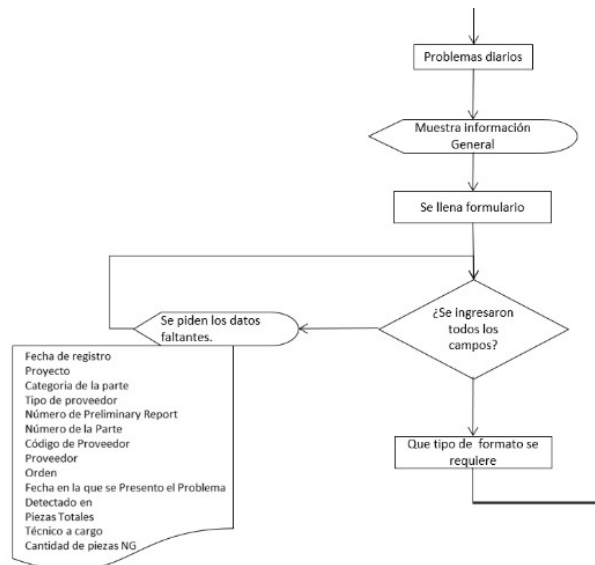 Problemas diarios
Muestra información
General
Se llena formulario
¿Se ingresaron
todos los
campos?
Se piden los datos
faltantes.
Fecha de registro
Proyecto
Categoria de la parte
Tipo de proveedor
Número de Preliminary Report
Número de la Parte
Código de Proveedor
Proveedor
Orden
Fecha en la que se Presento el Problema
Detectado en
Piezas Totales
Técnico a cargo
Cantidad de piezas NG
Que tipo de formato se
requiere